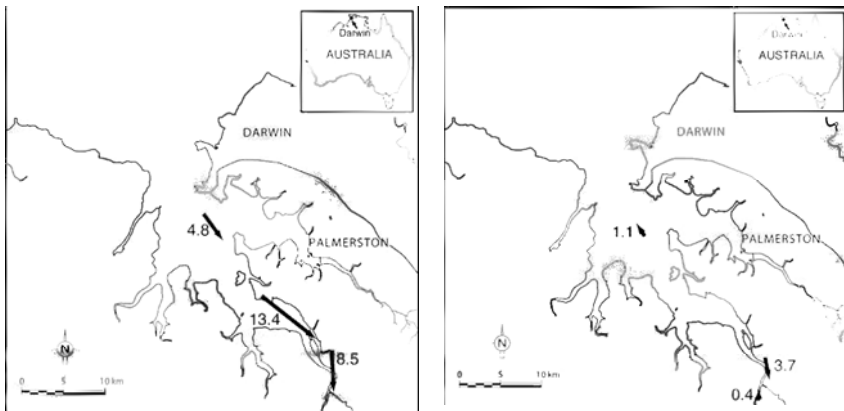 Darwin
AUSTRALIA
DARWIN
4.8
PALMERSTON
13.4
8.5
N
0 5 10 km
Darwin
AUSTRALIA
DARWIN
1.1
PALMERSTON
3.7
0.4
N
0 5 10 km